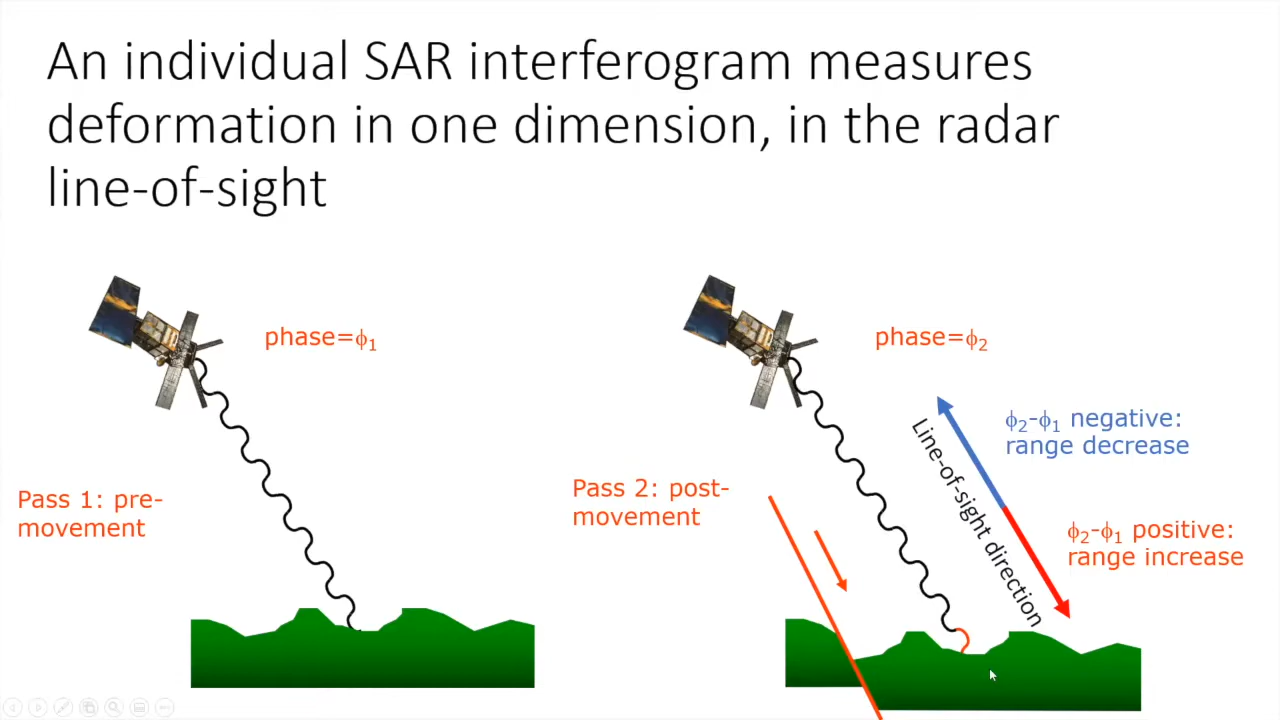 An individual SAR interferogram measures
deformation in one dimension, in the radar
line-of-sight
phase=ϕ₁
Pass 1: pre-
movement
phase=ϕ₂
Pass 2: post-
movement
Line-of-sight direction
ϕ₂-ϕ₁ negative:
range decrease
ϕ₂-ϕ₁ positive:
range increase